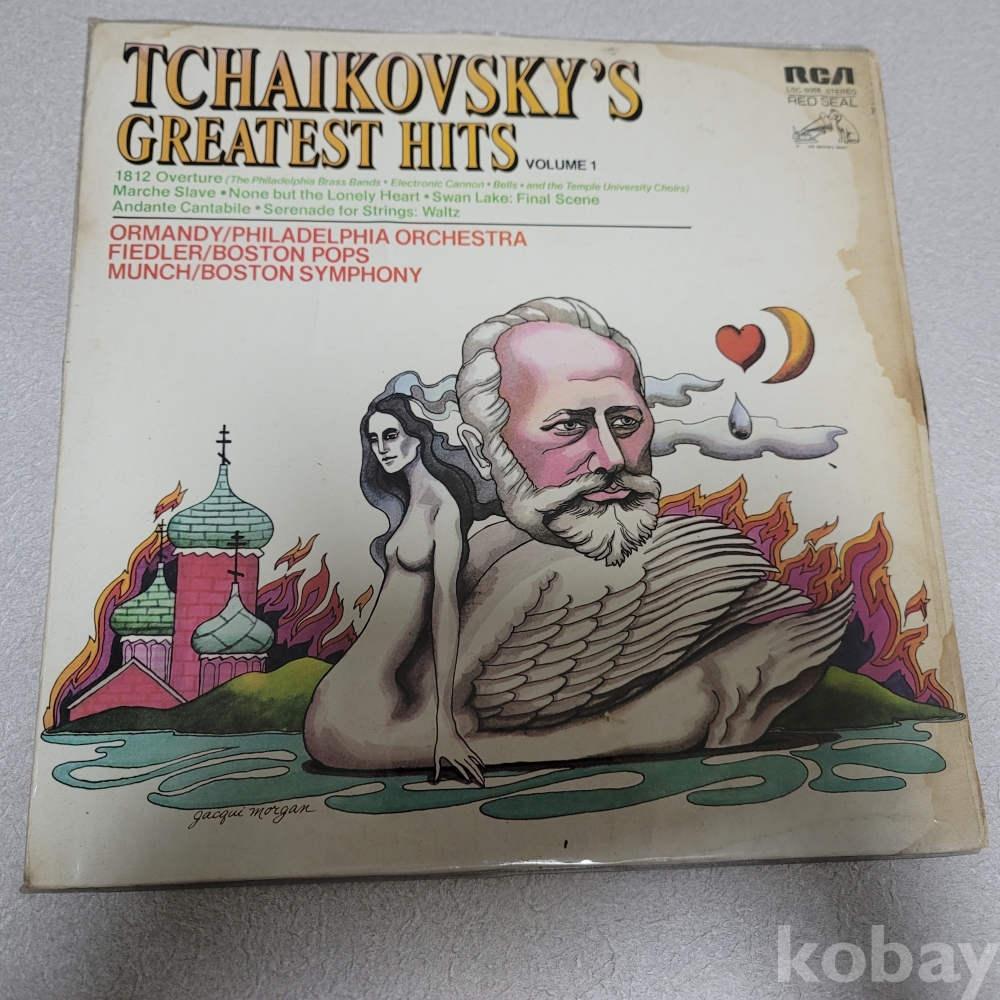 TCHAIKOVSKY'S
GREATEST HITS VOLUME 1
1812 Overture (The Philadelphia Brass Bands • Electronic Cannon • Bells • and the Temple University Choirs)
Marche Slave • None but the Lonely Heart • Swan Lake: Final Scene
Andante Cantabile • Serenade for Strings: Waltz
ORMANDY/PHILADELPHIA ORCHESTRA
FIEDLER/BOSTON POPS
MUNCH/BOSTON SYMPHONY
RCA
STEREO
RED SEAL
jacqui morgan
kobay